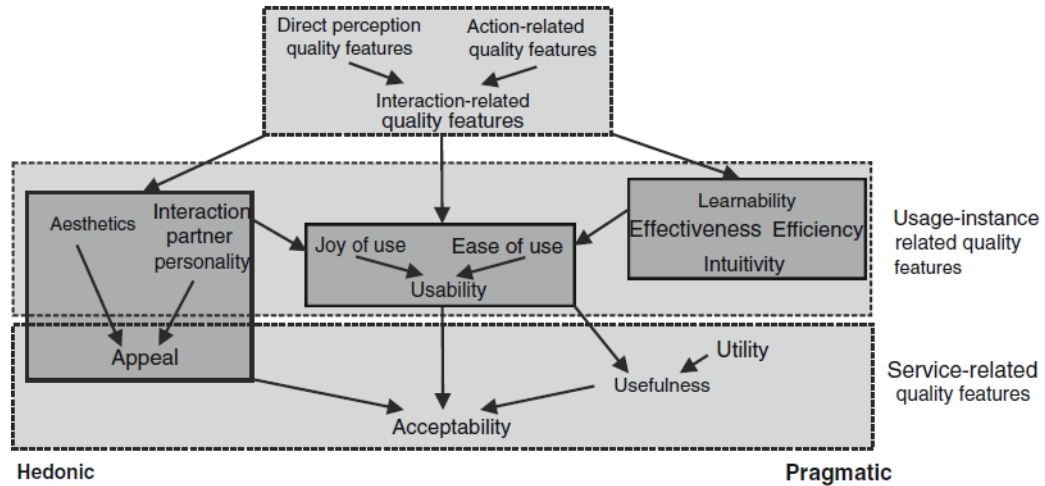 Direct perception
quality features
Action-related
quality features
Interaction-related
quality features
Aesthetics
Interaction
partner
personality
Appeal
Joy of use
Ease of use
Usability
Learnability
Effectiveness Efficiency
Intuitivity
Usage-instance
related quality
features
Utility
Usefulness
Acceptability
Service-related
quality features
Hedonic
Pragmatic